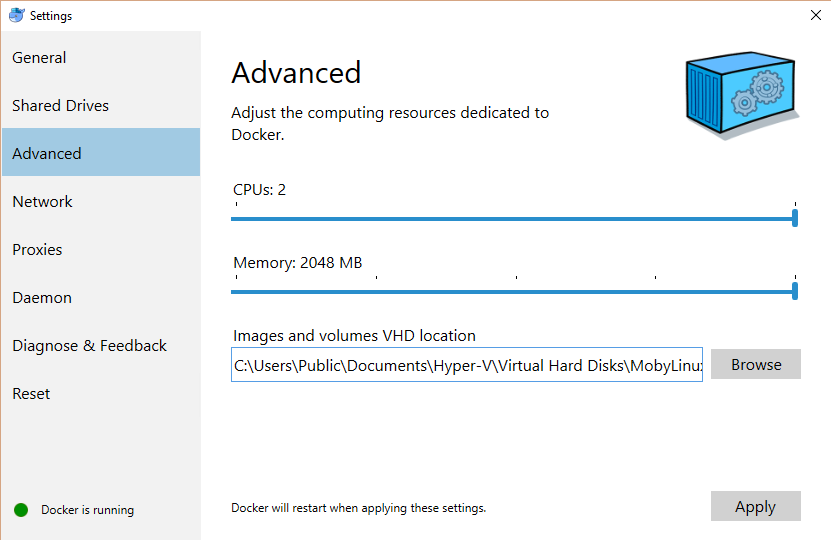 Settings
General
Shared Drives
Advanced
Network
Proxies
Daemon
Diagnose & Feedback
Reset
Docker is running
Advanced
Adjust the computing resources dedicated to
Docker.
CPUs: 2
Memory: 2048 MB
Images and volumes VHD location
C:\Users\Public\Documents\Hyper-V\Virtual Hard Disks\MobyLinux
Browse
Docker will restart when applying these settings.
Apply